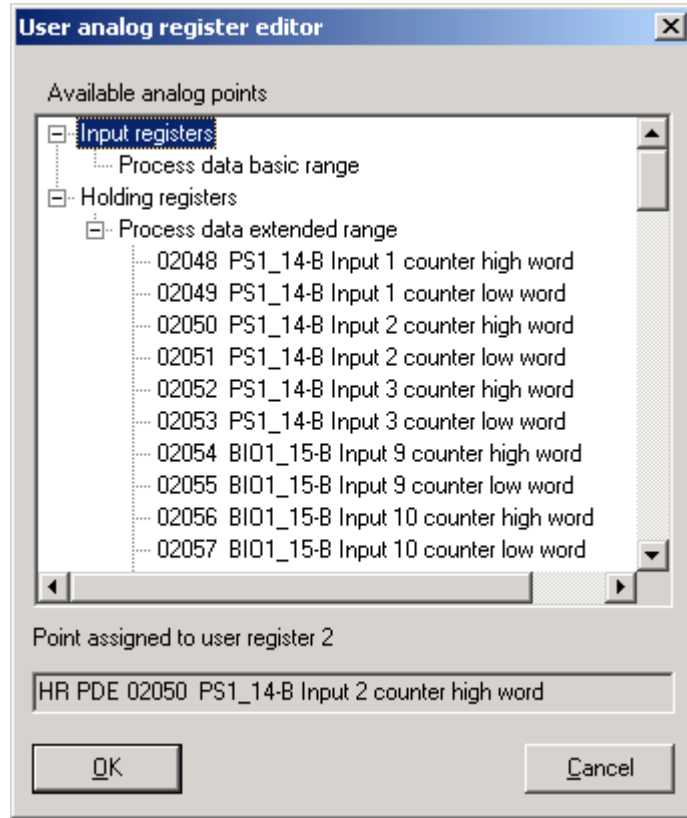 User analog register editor
Available analog points
Input registers
Process data basic range
Holding registers
Process data extended range
02048 PS1_14-B Input 1 counter high word
02049 PS1_14-B Input 1 counter low word
02050 PS1_14-B Input 2 counter high word
02051 PS1_14-B Input 2 counter low word
02052 PS1_14-B Input 3 counter high word
02053 PS1_14-B Input 3 counter low word
02054 BIO1_15-B Input 9 counter high word
02055 BIO1_15-B Input 9 counter low word
02056 BIO1_15-B Input 10 counter high word
02057 BIO1_15-B Input 10 counter low word
Point assigned to user register 2
HR PDE 02050 PS1_14-B Input 2 counter high word
OK
Cancel